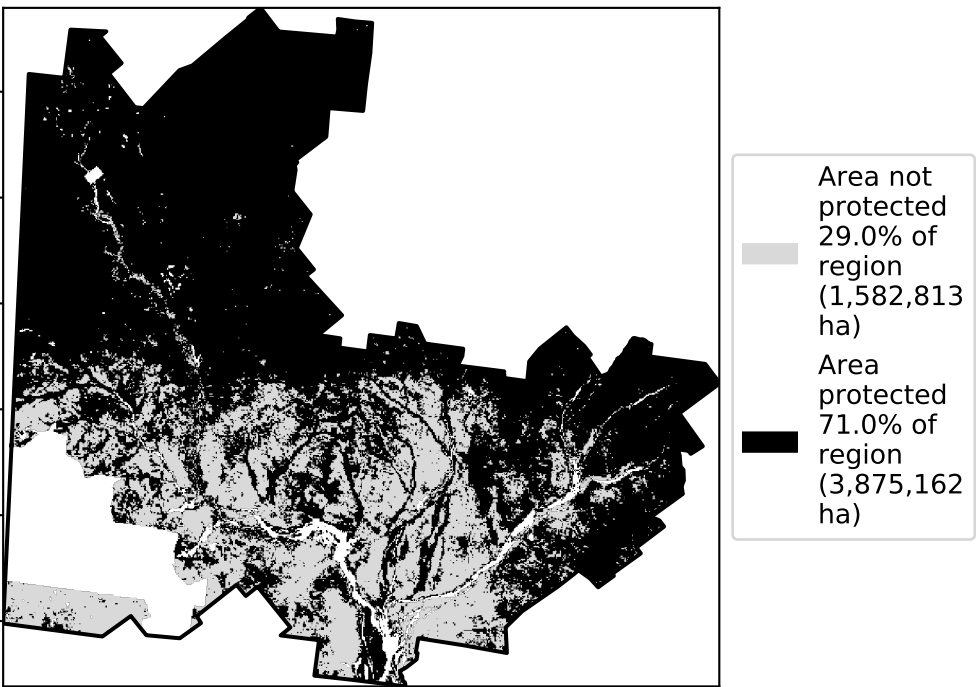 Area not
protected
29.0% of
region
(1,582,813
ha)
Area
protected
71.0% of
region
(3,875,162
ha)